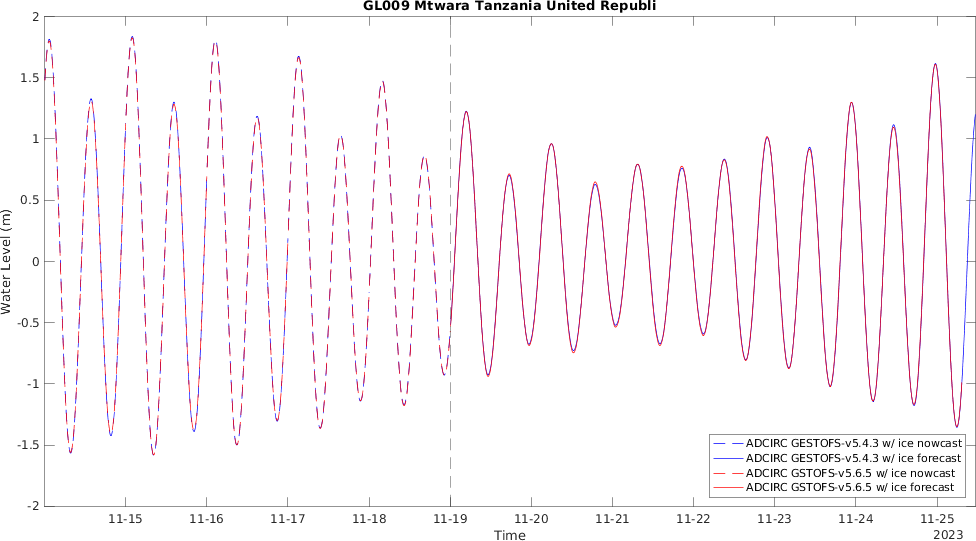 GL009 Mtwara Tanzania United Republi
2
1.5
1
0.5
0
-0.5
-1
-1.5
-2
Water Level (m)
11-15 11-16 11-17 11-18 11-19 11-20 11-21 11-22 11-23 11-24 11-25
2023
Time
ADCIRC GESTOFS-v5.4.3 w/ ice nowcast
ADCIRC GESTOFS-v5.4.3 w/ ice forecast
ADCIRC GSTOFS-v5.6.5 w/ ice nowcast
ADCIRC GSTOFS-v5.6.5 w/ ice forecast